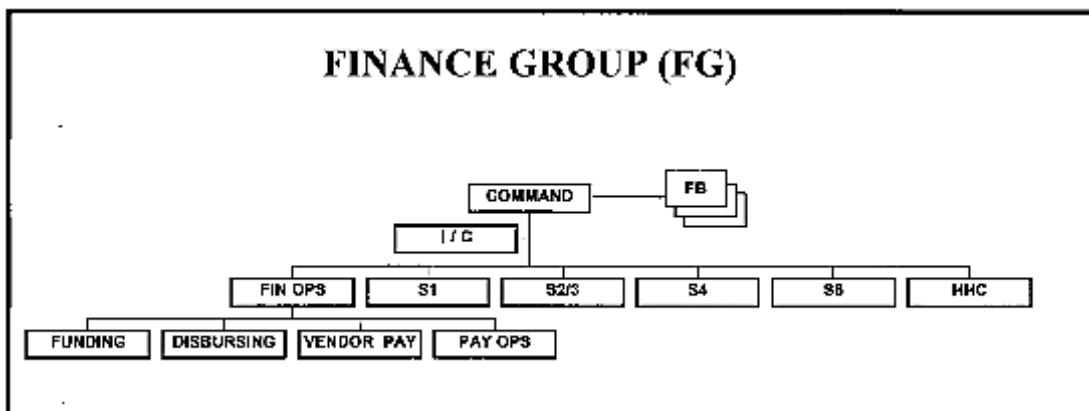 FINANCE GROUP (FG)
COMMAND
FB
I / C
FIN OPS
S1
S2/3
S4
S6
HHC
FUNDING
DISBURSING
VENDOR PAY
PAY OPS